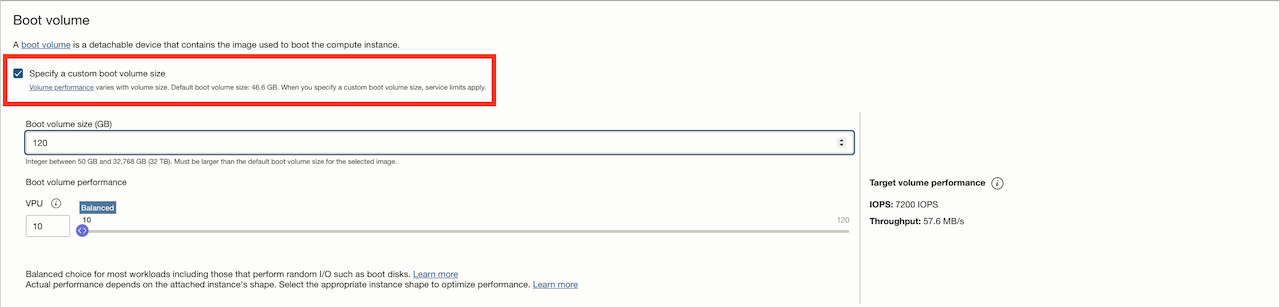 Boot volume
A boot volume is a detachable device that contains the image used to boot the compute instance.
Specify a custom boot volume size
Volume performance varies with volume size. Default boot volume size: 46.6 GB. When you specify a custom boot volume size, service limits apply.
Boot volume size (GB)
120
Integer between 50 GB and 32,768 GB (32 TB). Must be larger than the default boot volume size for the selected image.
Boot volume performance
VPU
10
Balanced
10
120
Balanced choice for most workloads including those that perform random I/O such as boot disks. Learn more
Actual performance depends on the attached instance's shape. Select the appropriate instance shape to optimize performance. Learn more
Target volume performance
IOPS: 7200 IOPS
Throughput: 57.6 MB/s